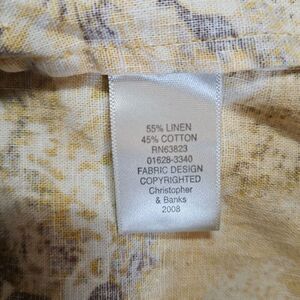 55% LINEN
45% COTTON
RN63823
01628-3340
FABRIC DESIGN
COPYRIGHTED
Christopher
& Banks
2008